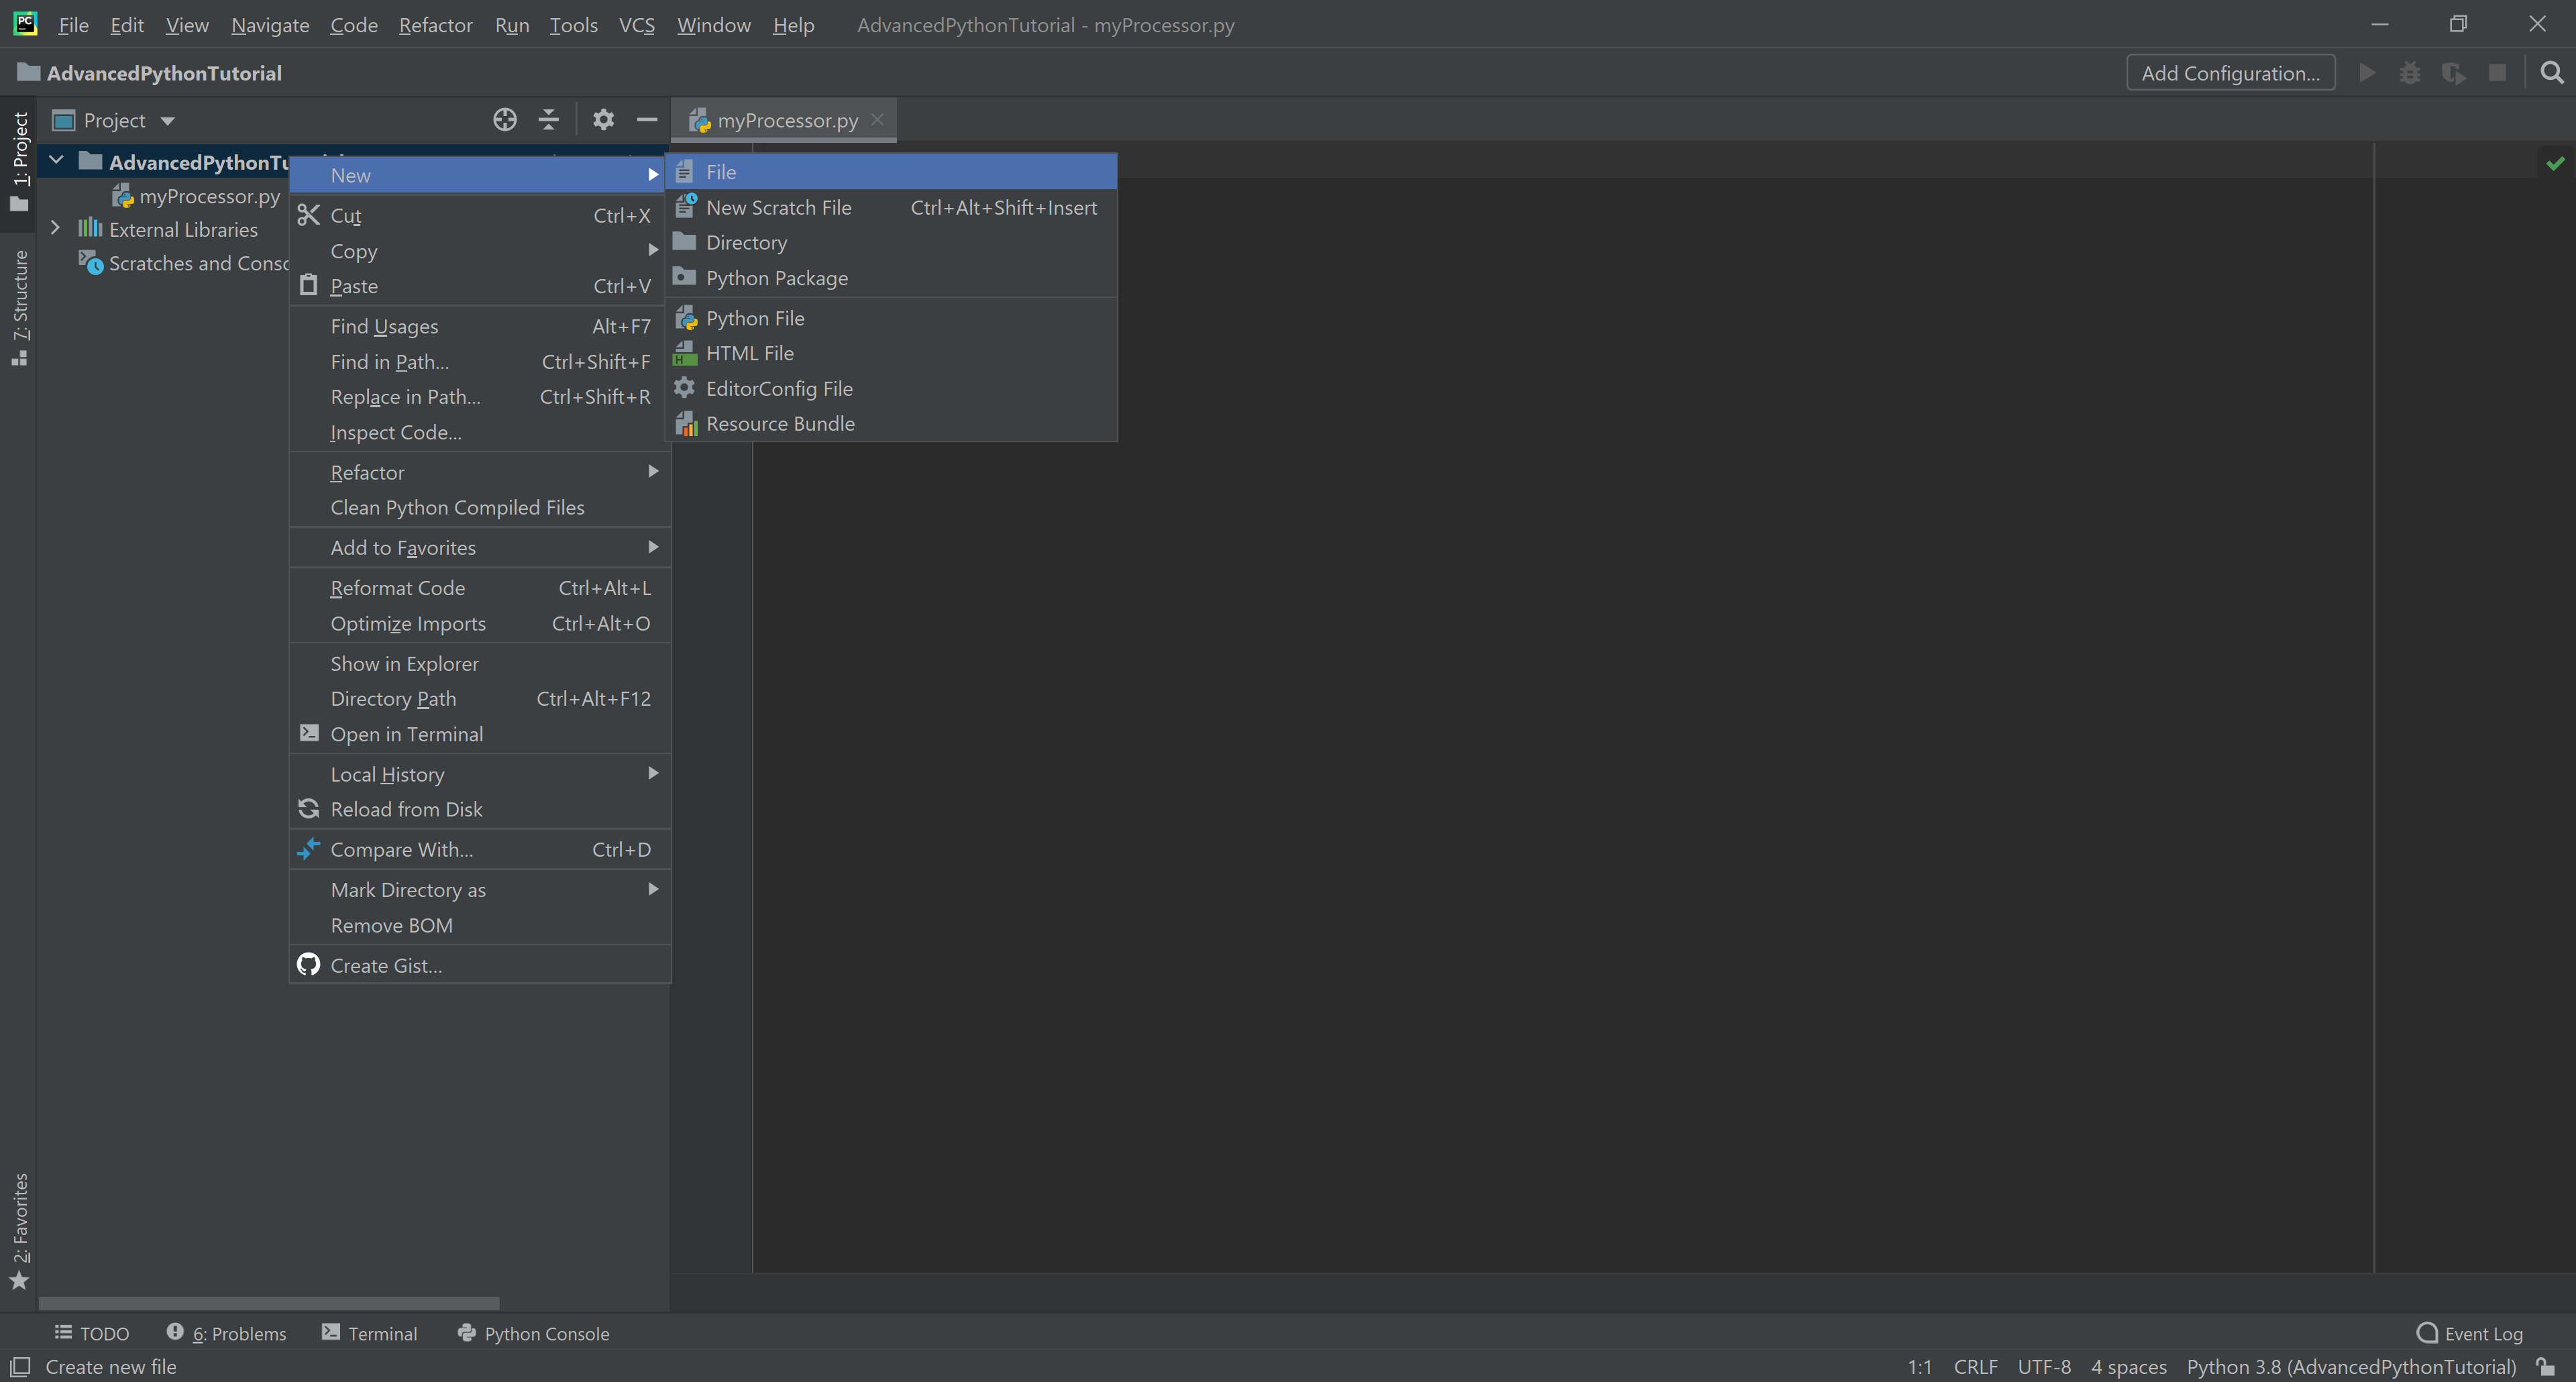 PC File Edit View Navigate Code Refactor Run Tools VCS Window Help AdvancedPythonTutorial - myProcessor.py
AdvancedPythonTutorial Add Configuration...
1: Project
7: Structure
2: Favorites
Project
AdvancedPythonTu
myProcessor.py
External Libraries
Scratches and Conso
myProcessor.py
New
Cut Ctrl+X
Copy
Paste Ctrl+V
Find Usages Alt+F7
Find in Path... Ctrl+Shift+F
Replace in Path... Ctrl+Shift+R
Inspect Code...
Refactor
Clean Python Compiled Files
Add to Favorites
Reformat Code Ctrl+Alt+L
Optimize Imports Ctrl+Alt+O
Show in Explorer
Directory Path Ctrl+Alt+F12
Open in Terminal
Local History
Reload from Disk
Compare With... Ctrl+D
Mark Directory as
Remove BOM
Create Gist...
File
New Scratch File Ctrl+Alt+Shift+Insert
Directory
Python Package
Python File
HTML File
EditorConfig File
Resource Bundle
TODO 6: Problems Terminal Python Console Event Log
Create new file 1:1 CRLF UTF-8 4 spaces Python 3.8 (AdvancedPythonTutorial)